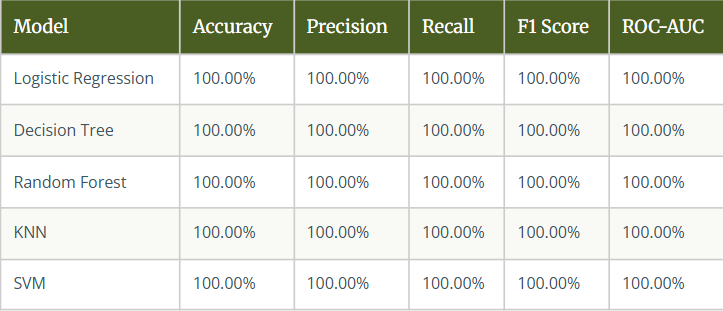 Model Accuracy Precision Recall F1 Score ROC-AUC
Logistic Regression 100.00% 100.00% 100.00% 100.00% 100.00%
Decision Tree 100.00% 100.00% 100.00% 100.00% 100.00%
Random Forest 100.00% 100.00% 100.00% 100.00% 100.00%
KNN 100.00% 100.00% 100.00% 100.00% 100.00%
SVM 100.00% 100.00% 100.00% 100.00% 100.00%